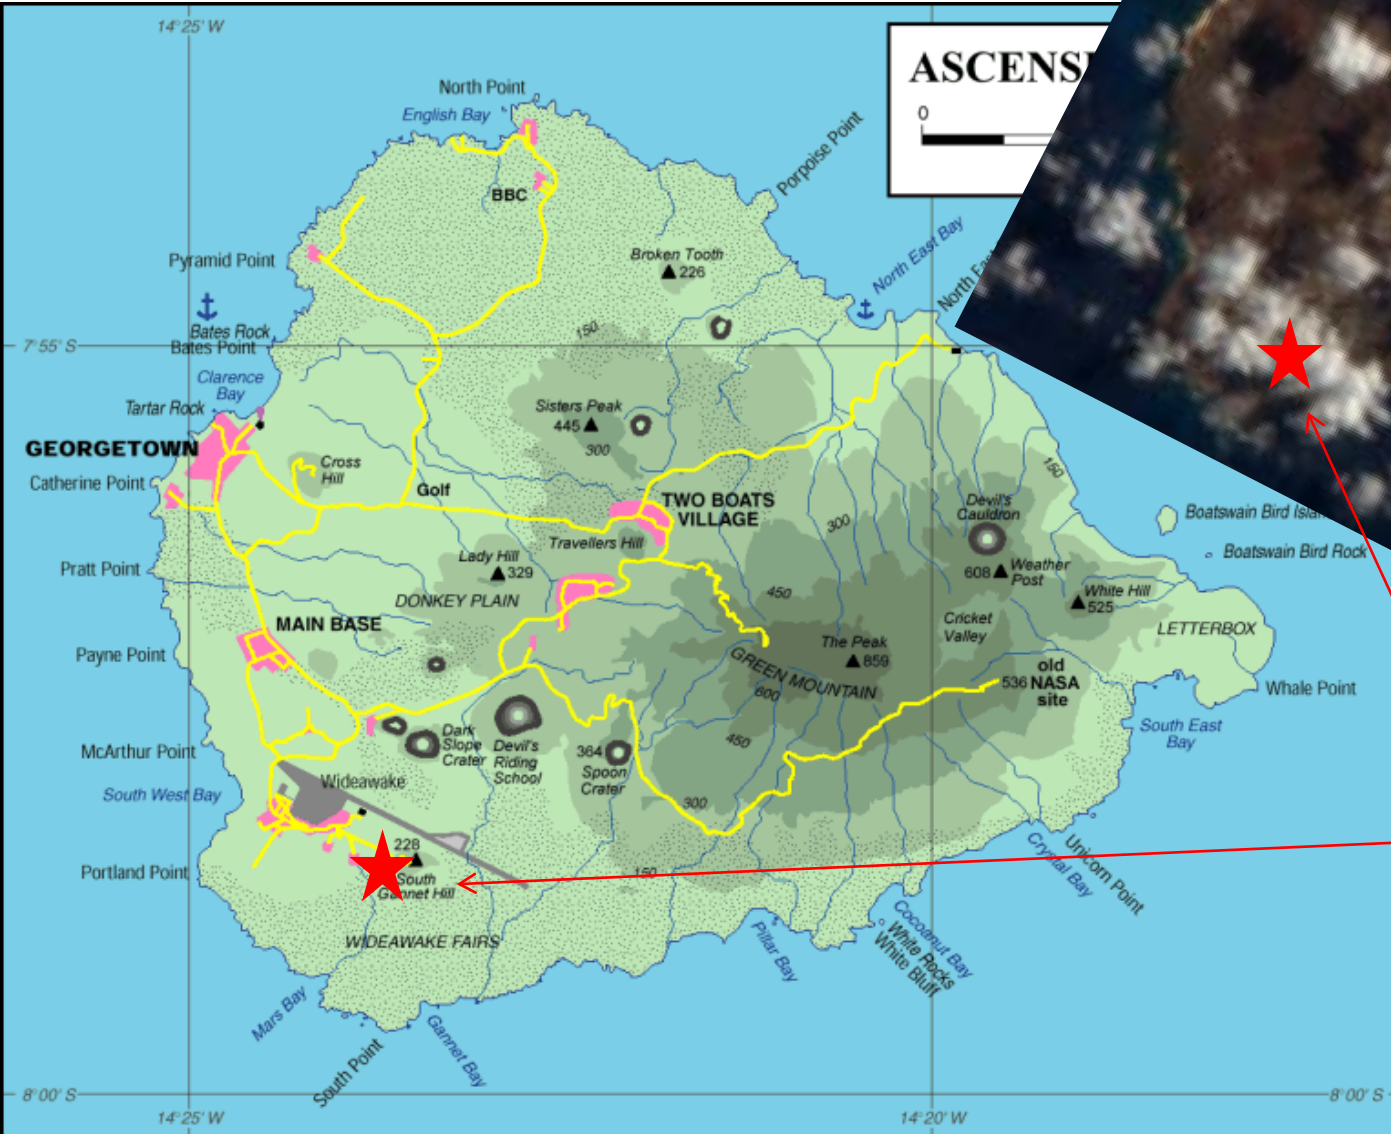 14°25' W
North Point
English Bay
ASCENS
0
Porpoise Point
BBC
Pyramid Point
Broken Tooth
226
North East Bay
North
Bates Rock
Bates Point
150
7°55' S
Clarence
Bay
Tartar Rock
GEORGETOWN
Sisters Peak
445
300
Cross
Hill
Catherine Point
Golf
TWO BOATS
VILLAGE
150
Devil's
Cauldron
300
Boatswain Bird
Travellers Hill
Boatswain Bird Rock
Lady Hill
329
608
Weather
Post
Pratt Point
DONKEY PLAIN
450
White Hill
525
MAIN BASE
Cricket
Valley
LETTERBOX
The Peak
859
Payne Point
GREEN MOUNTAIN
old
NASA
site
536
600
Whale Point
Dark
Slope
Crater
Devil's
Riding
School
364
Spoon
Crater
450
South East
Bay
McArthur Point
Wideawake
South West Bay
300
228
South
Gannet Hill
Portland Point
150
Crystal Bay
Unicorn Point
WIDEAWAKE FAIRS
Pillar Bay
Cocoanut Bay
White Rocks
White Bluff
Mars Bay
Gannet Bay
South Point
8°00' S
8°00' S
14°25' W
14°20' W